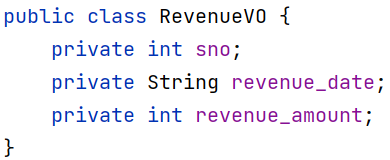 public class RevenueVO {
    private int sno;
    private String revenue_date;
    private int revenue_amount;
}